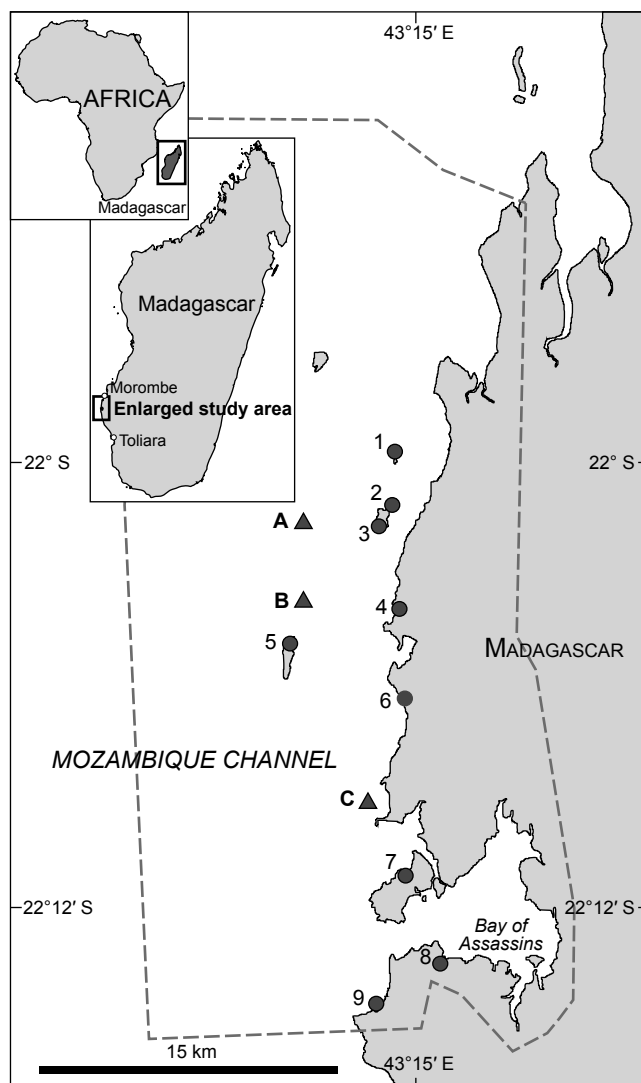 43°15′ E
AFRICA
Madagascar
Madagascar
Morombe
Enlarged study area
Toliara
22° S
22° S
1
2
A
3
B
4
5
MADAGASCAR
6
MOZAMBIQUE CHANNEL
C
7
22°12′ S
22°12′ S
Bay of
Assassins
8
9
15 km
43°15′ E